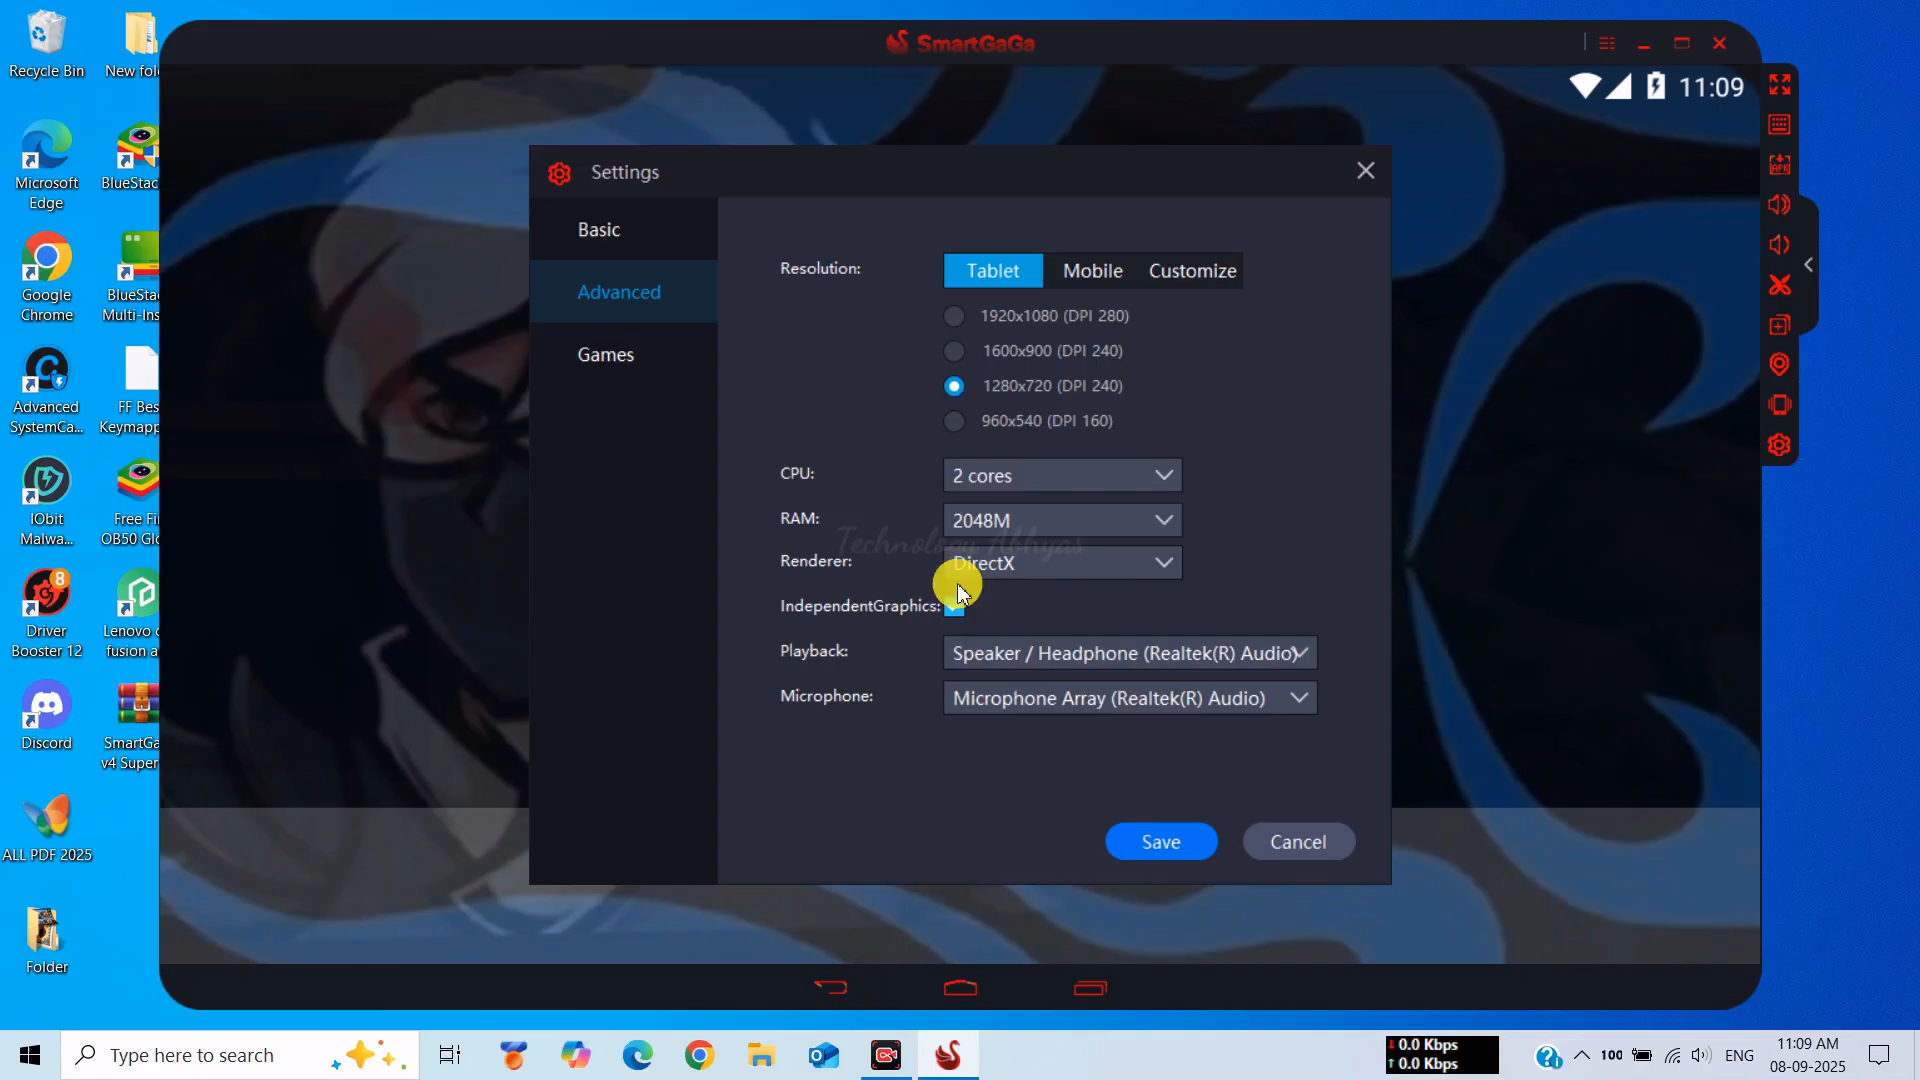 SmartGaGa
11:09
Recycle Bin
New fol
Microsoft
Edge
BlueStac
Google
Chrome
BlueSta
Multi-Ins
Advanced
SystemCa...
FF Bes
Keymapp
IObit
Malwa...
Free Fi
OB50 Glo
8
Driver
Booster 12
Lenovo
fusion a
Discord
SmartGa
v4 Super
ALL PDF 2025
Folder
Settings
Basic
Advanced
Games
Resolution:
Tablet
Mobile
Customize
1920x1080 (DPI 280)
1600x900 (DPI 240)
1280x720 (DPI 240)
960x540 (DPI 160)
CPU:
2 cores
RAM:
2048M
Technology Abhyas
Renderer:
DirectX
IndependentGraphics:
Playback:
Speaker / Headphone (Realtek(R) Audio)
Microphone:
Microphone Array (Realtek(R) Audio)
Save
Cancel
APK
Type here to search
0.0 Kbps
0.0 Kbps
100
ENG
11:09 AM
08-09-2025